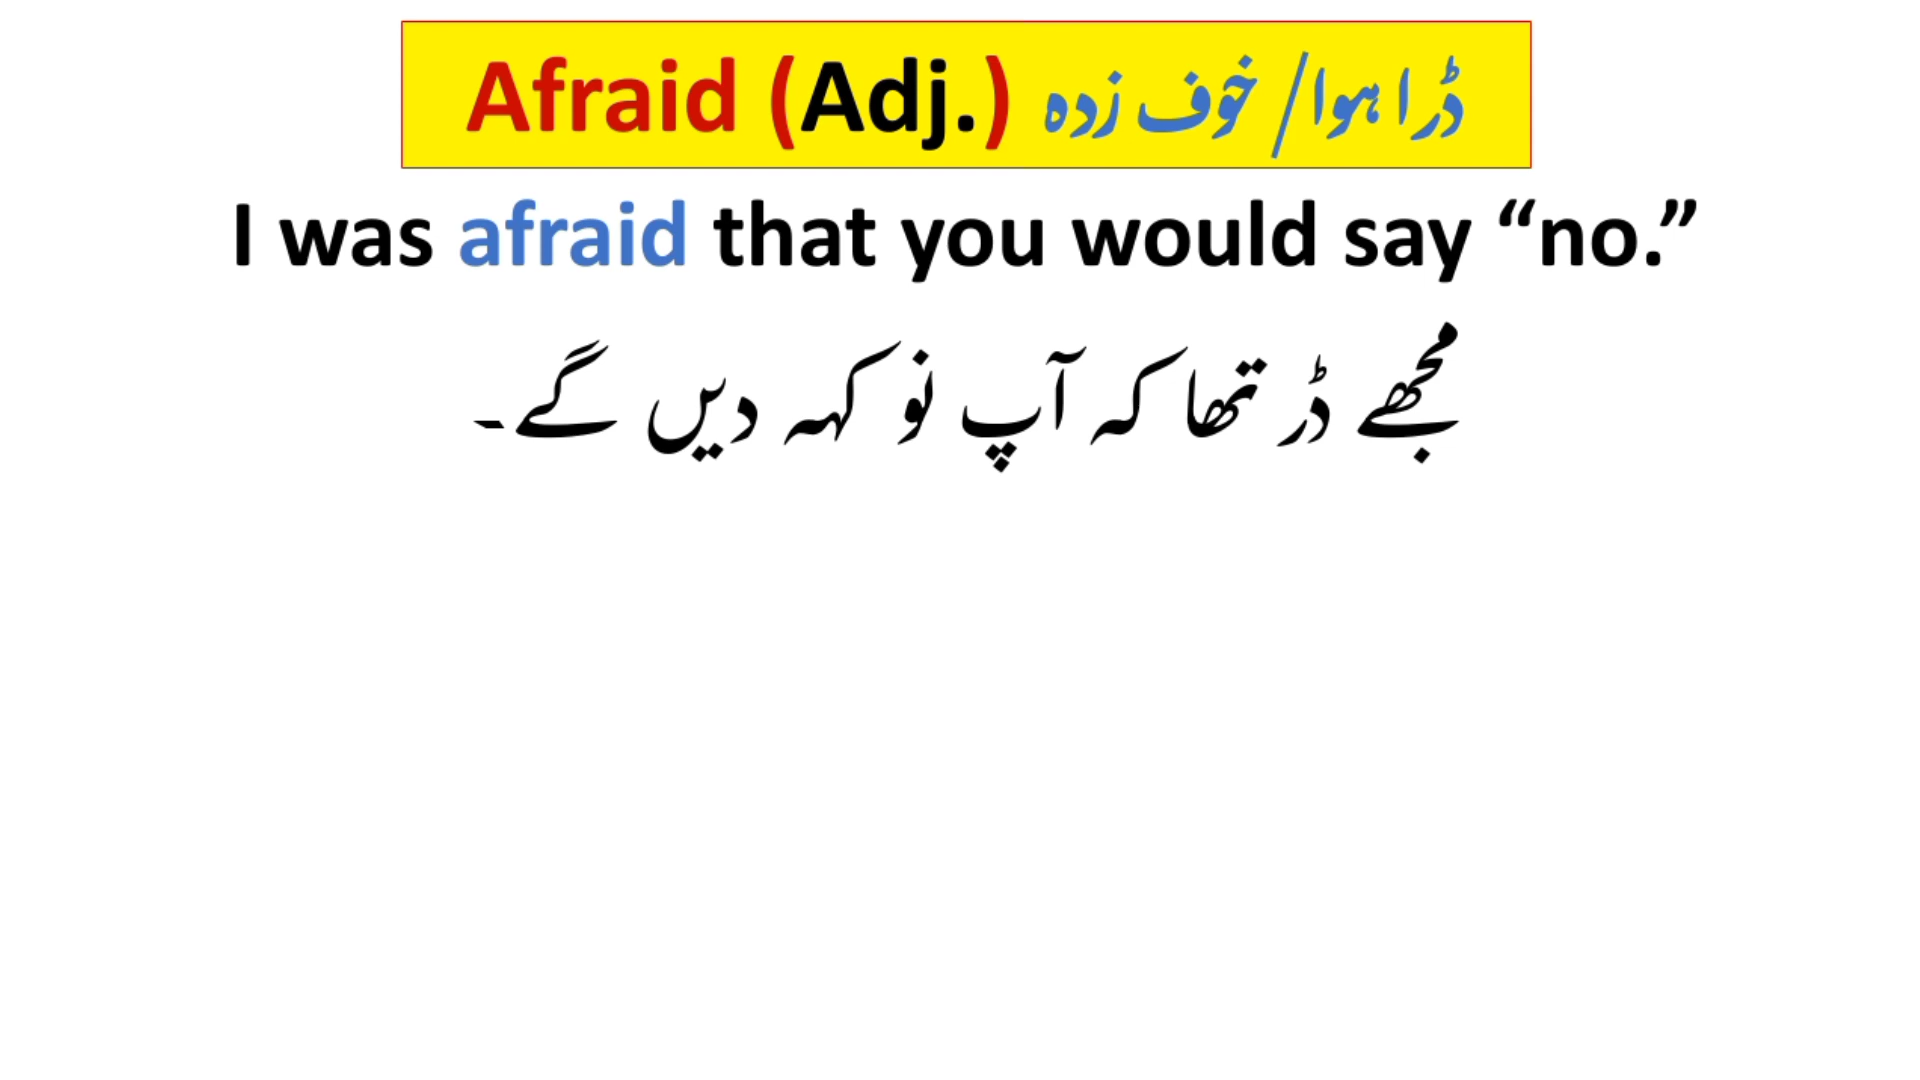 Afraid (Adj.) ڈرا ہوا/ خوف زدہ
I was afraid that you would say “no.”
مجھے ڈر تھا کہ آپ نو کہہ دیں گے۔